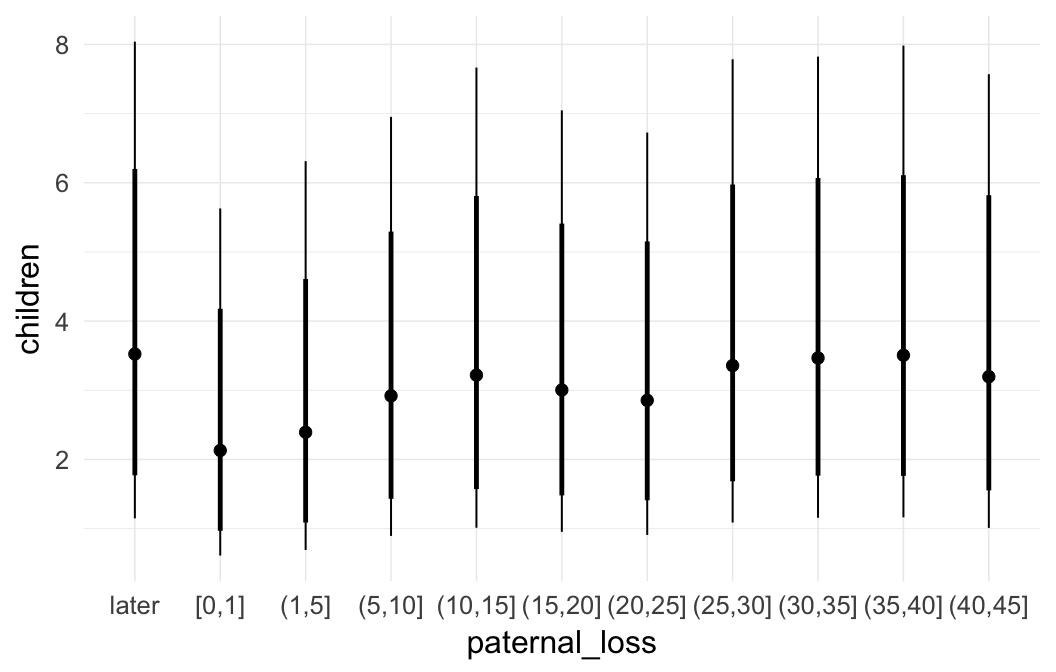 8
6
4
2
children
later [0,1] (1,5] (5,10] (10,15] (15,20] (20,25] (25,30] (30,35] (35,40] (40,45]
paternal_loss